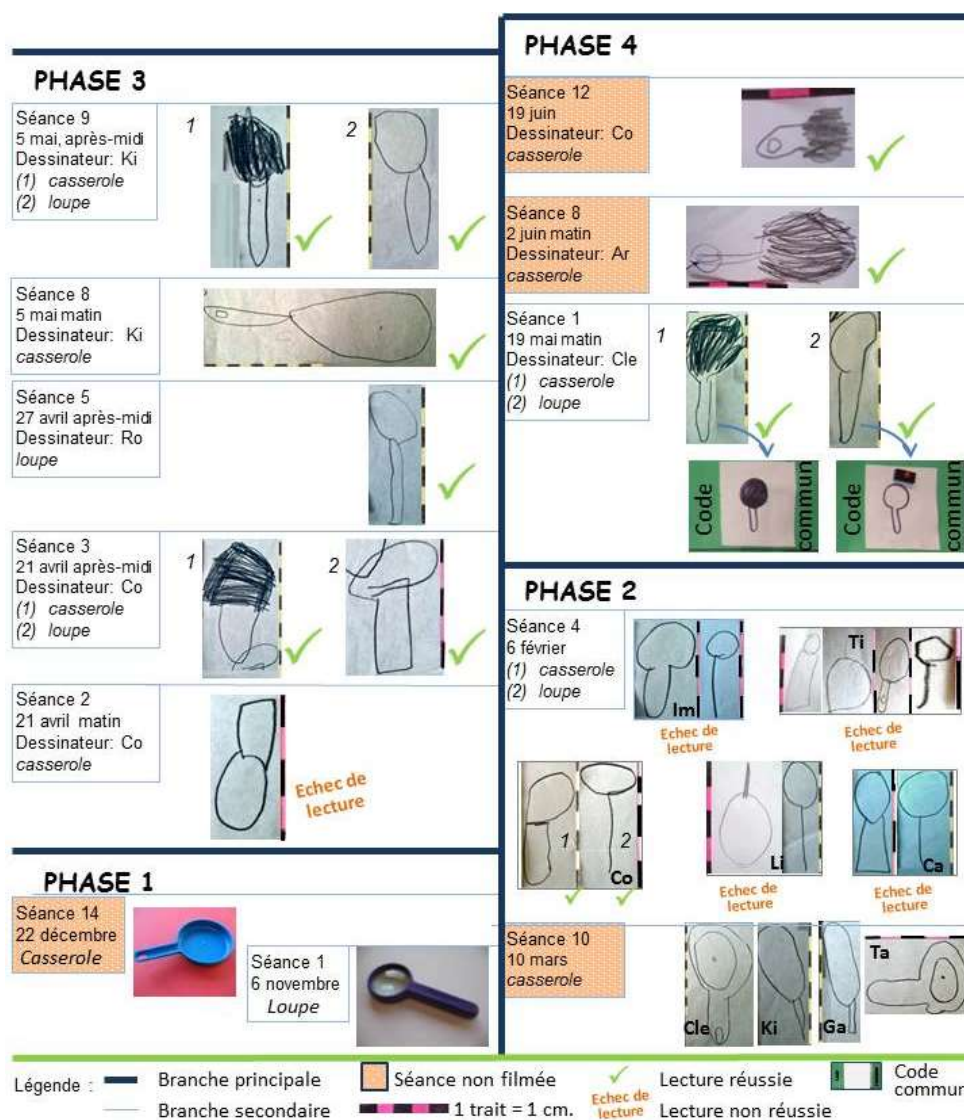 PHASE 3
Séance 9
5 mai, après-midi
Dessinateur: Ki
(1) casserole
(2) loupe
1
2
Séance 8
5 mai matin
Dessinateur: Ki
casserole
Séance 5
27 avril après-midi
Dessinateur: Ro
loupe
Séance 3
21 avril après-midi
Dessinateur: Co
(1) casserole
(2) loupe
1
2
Séance 2
21 avril matin
Dessinateur: Co
casserole
Echec de
lecture
PHASE 1
Séance 14
22 décembre
Casserole
Séance 1
6 novembre
Loupe
PHASE 4
Séance 12
19 juin
Dessinateur: Co
casserole
Séance 8
2 juin matin
Dessinateur: Ar
casserole
Séance 1
19 mai matin
Dessinateur: Cle
(1) casserole
(2) loupe
1
2
Code
commun
Code
commun
PHASE 2
Séance 4
6 février
(1) casserole
(2) loupe
Im
Echec de
lecture
Ti
Echec de
lecture
1
2
Co
Li
Echec de
lecture
Ca
Echec de
lecture
Séance 10
10 mars
casserole
Cle
Ki
Ga
Ta
Légende :
Branche principale
Séance non filmée
Lecture réussie
Code
commun
Branche secondaire
1 trait = 1 cm.
Echec de
lecture
Lecture non réussie